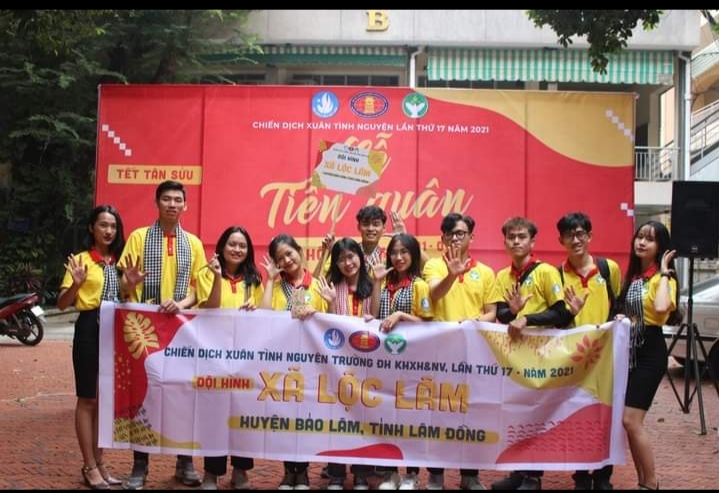 B
CHIẾN DỊCH XUÂN TÌNH NGUYỆN LẦN THỨ 17 NĂM 2021
ĐỘI HÌNH
XÃ LỘC LÂM
TẾT TÂN SỬU
Lễ
Tiễn quân
CHIẾN DỊCH XUÂN TÌNH NGUYỆN TRƯỜNG ĐH KHXH&NV, LẦN THỨ 17 - NĂM 2021
ĐỘI HÌNH XÃ LỘC LÂM
HUYỆN BẢO LÂM, TỈNH LÂM ĐỒNG